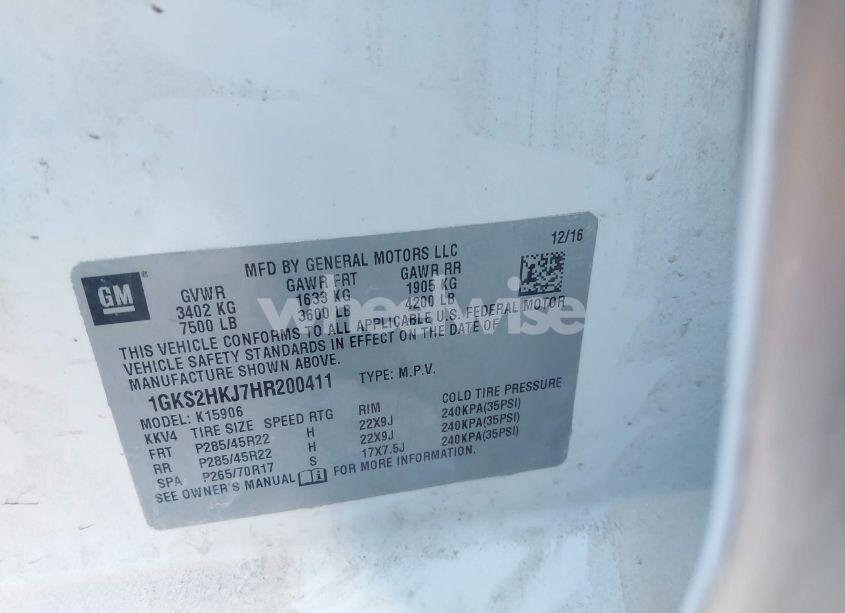 12/16
MFD BY GENERAL MOTORS LLC
GM
GVWR GAWR FRT GAWR RR
3402 KG 1633 KG 1905 KG
7500 LB 3600 LB 4200 LB
THIS VEHICLE CONFORMS TO ALL APPLICABLE U.S. FEDERAL MOTOR
VEHICLE SAFETY STANDARDS IN EFFECT ON THE DATE OF
MANUFACTURE SHOWN ABOVE.
1GKS2HKJ7HR200411 TYPE: M.P.V.
MODEL: K15906
KKV4 TIRE SIZE SPEED RTG RIM COLD TIRE PRESSURE
FRT P285/45R22 H 22X9J 240KPA(35PSI)
RR P285/45R22 H 22X9J 240KPA(35PSI)
SPA P265/70R17 S 17X7.5J 240KPA(35PSI)
SEE OWNER'S MANUAL FOR MORE INFORMATION.
wheelwise